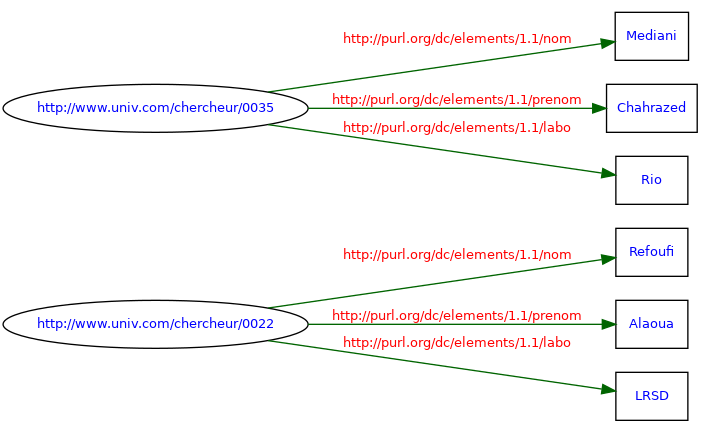 http://purl.org/dc/elements/1.1/nom
Mediani
http://www.univ.com/chercheur/0035
http://purl.org/dc/elements/1.1/prenom
Chahrazed
http://purl.org/dc/elements/1.1/labo
Rio
http://purl.org/dc/elements/1.1/nom
Refoufi
http://www.univ.com/chercheur/0022
http://purl.org/dc/elements/1.1/prenom
Alaoua
http://purl.org/dc/elements/1.1/labo
LRSD